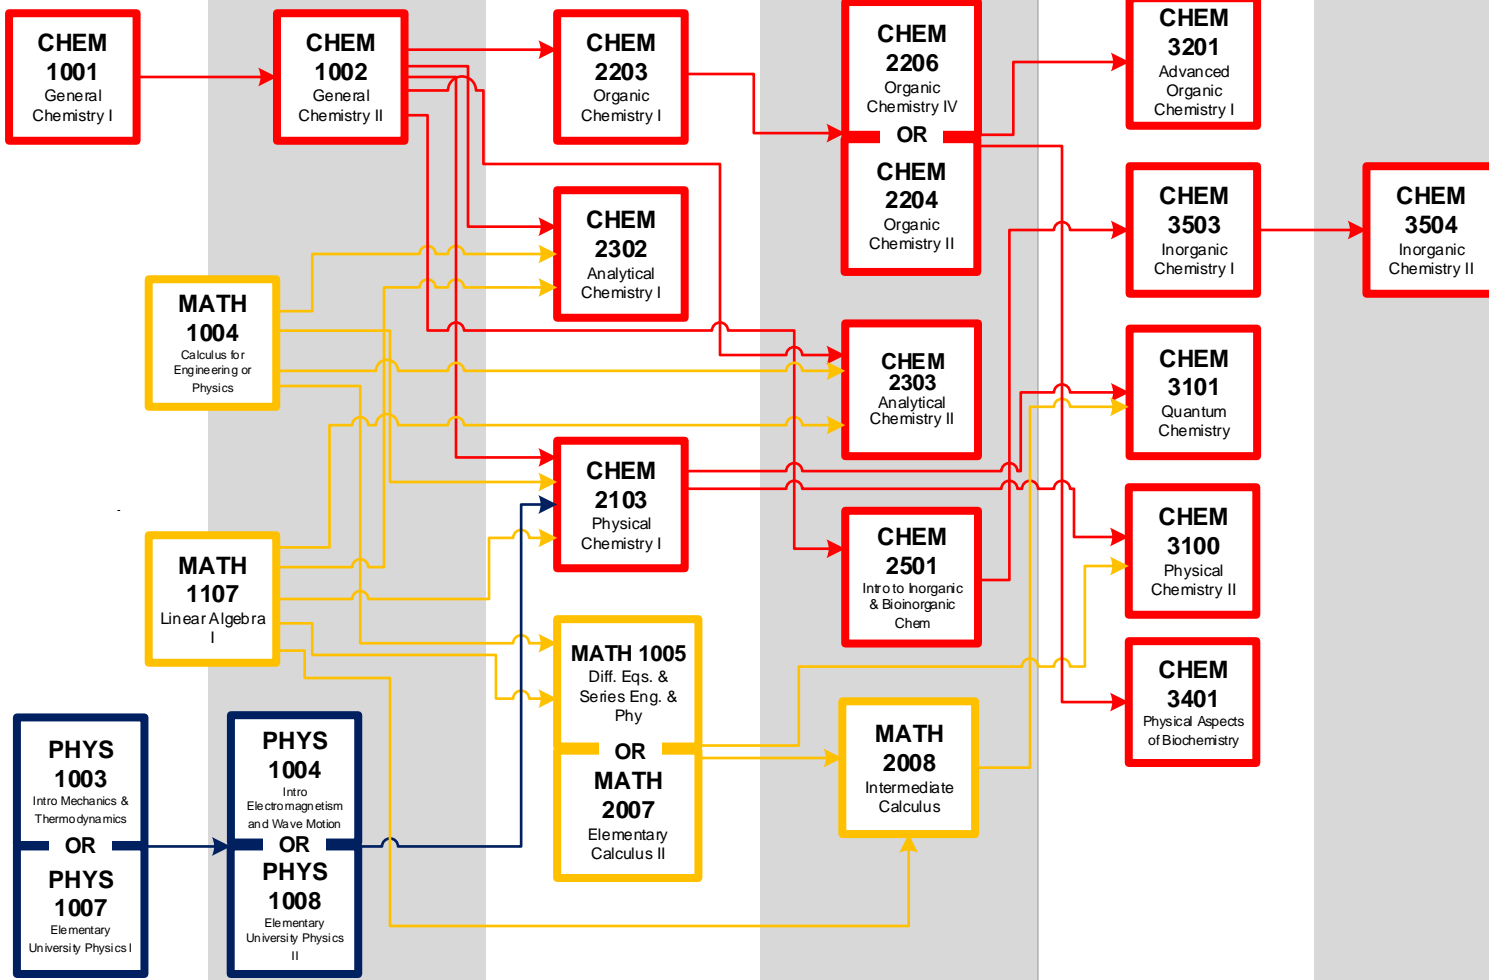 CHEM
1001
General
Chemistry I
CHEM
1002
General
Chemistry II
CHEM
2203
Organic
Chemistry I
CHEM
2206
Organic
Chemistry IV
OR
CHEM
2204
Organic
Chemistry II
CHEM
3201
Advanced
Organic
Chemistry I
CHEM
2302
Analytical
Chemistry I
CHEM
3503
Inorganic
Chemistry I
CHEM
3504
Inorganic
Chemistry II
MATH
1004
Calculus for
Engineering or
Physics
CHEM
2303
Analytical
Chemistry II
CHEM
3101
Quantum
Chemistry
CHEM
2103
Physical
Chemistry I
CHEM
2501
Intro to Inorganic
& Bioinorganic
Chem
CHEM
3100
Physical
Chemistry II
MATH
1107
Linear Algebra
I
MATH 1005
Diff. Eqs. &
Series Eng. &
Phy
OR
MATH
2007
Elementary
Calculus II
MATH
2008
Intermediate
Calculus
CHEM
3401
Physical Aspects
of Biochemistry
PHYS
1003
Intro Mechanics &
Thermodynamics
OR
PHYS
1007
Elementary
University Physics I
PHYS
1004
Intro
Electromagnetism
and Wave Motion
OR
PHYS
1008
Elementary
University Physics
II